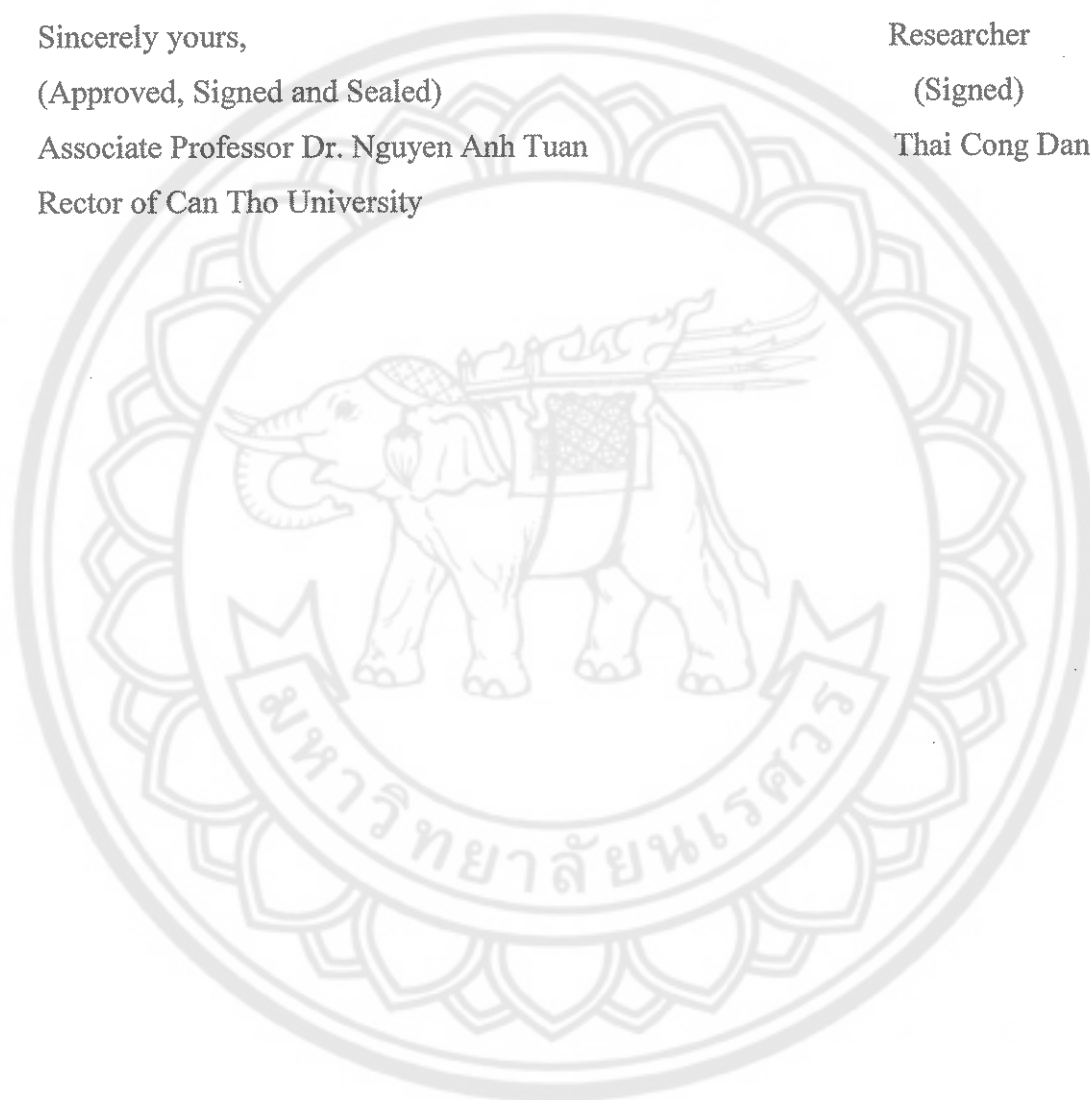 Sincerely yours,
Researcher
(Approved, Signed and Sealed)
(Signed)
Associate Professor Dr. Nguyen Anh Tuan
Thai Cong Dan
Rector of Can Tho University
มหาวิทยาลัยนเรศวร